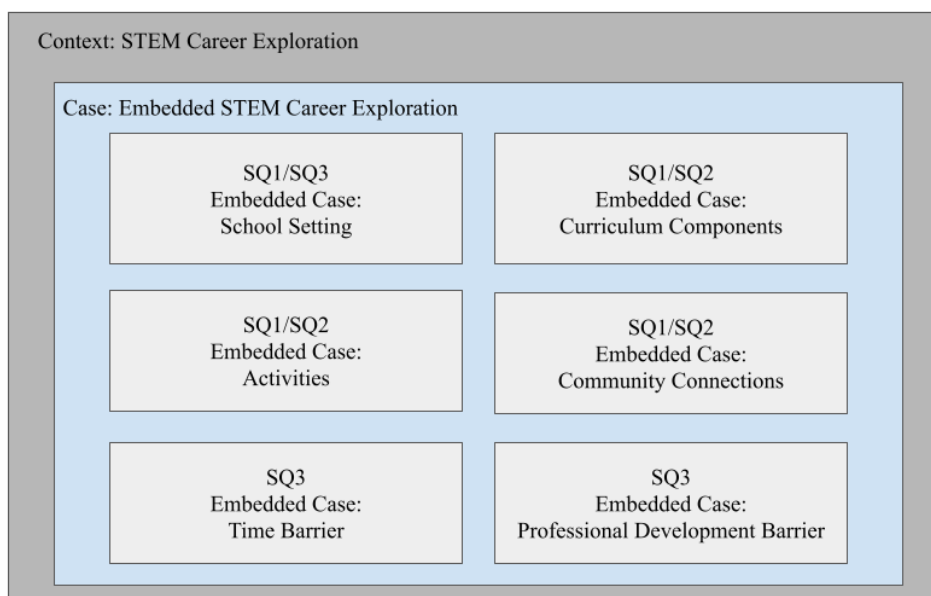 Context: STEM Career Exploration
Case: Embedded STEM Career Exploration
SQ1/SQ3
Embedded Case:
School Setting
SQ1/SQ2
Embedded Case:
Curriculum Components
SQ1/SQ2
Embedded Case:
Activities
SQ1/SQ2
Embedded Case:
Community Connections
SQ3
Embedded Case:
Time Barrier
SQ3
Embedded Case:
Professional Development Barrier